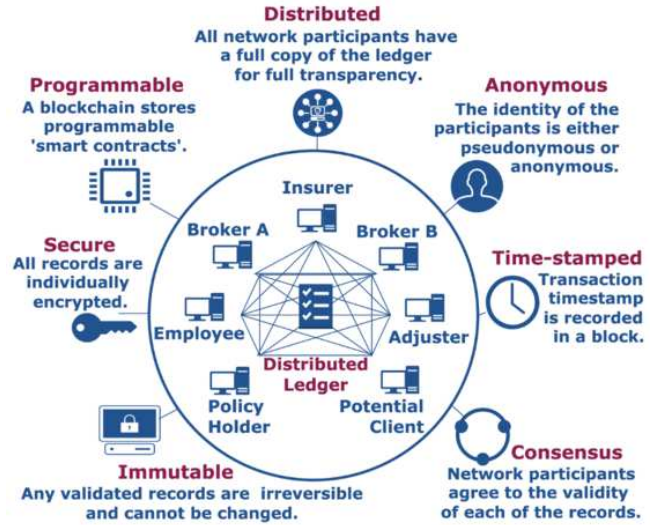 Distributed
All network participants have
a full copy of the ledger
for full transparency.
Programmable
A blockchain stores
programmable
'smart contracts'.
Anonymous
The identity of the
participants is either
pseudonymous or
anonymous.
Insurer
Broker A
Broker B
Secure
All records are
individually
encrypted.
Time-stamped
Transaction
timestamp
is recorded
in a block.
Employee
Adjuster
Distributed
Ledger
Policy
Holder
Potential
Client
Immutable
Any validated records are irreversible
and cannot be changed.
Consensus
Network participants
agree to the validity
of each of the records.